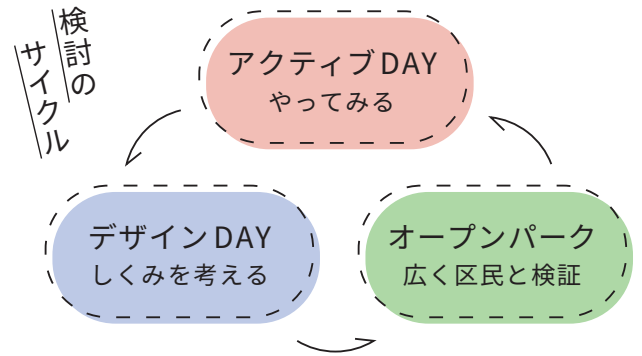 検討の
サイクル
アクティブDAY
やってみる
デザインDAY
しくみを考える
オープンパーク
広く区民と検証